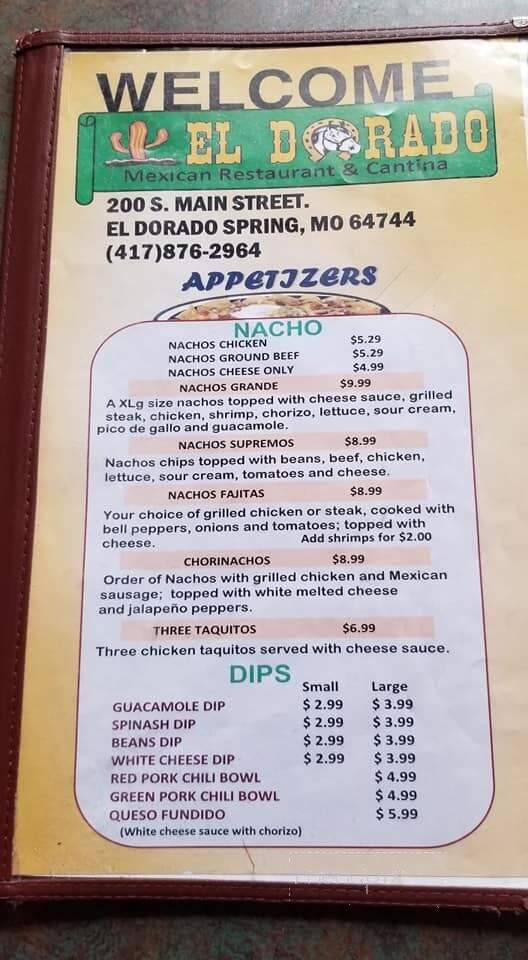 WELCOME
EL DORADO
Mexican Restaurant & Cantina
200 S. MAIN STREET.
EL DORADO SPRING, MO 64744
(417)876-2964
APPETIZERS
NACHO
NACHOS CHICKEN $5.29
NACHOS GROUND BEEF $5.29
NACHOS CHEESE ONLY $4.99
NACHOS GRANDE $9.99
A XLg size nachos topped with cheese sauce, grilled
steak, chicken, shrimp, chorizo, lettuce, sour cream,
pico de gallo and guacamole.
NACHOS SUPREMOS $8.99
Nachos chips topped with beans, beef, chicken,
lettuce, sour cream, tomatoes and cheese.
NACHOS FAJITAS $8.99
Your choice of grilled chicken or steak, cooked with
bell peppers, onions and tomatoes; topped with
cheese. Add shrimps for $2.00
CHORINACHOS $8.99
Order of Nachos with grilled chicken and Mexican
sausage; topped with white melted cheese
and jalapeño peppers.
THREE TAQUITOS $6.99
Three chicken taquitos served with cheese sauce.
DIPS
Small Large
GUACAMOLE DIP $ 2.99 $ 3.99
SPINASH DIP $ 2.99 $ 3.99
BEANS DIP $ 2.99 $ 3.99
WHITE CHEESE DIP $ 2.99 $ 3.99
RED PORK CHILI BOWL $ 4.99
GREEN PORK CHILI BOWL $ 4.99
QUESO FUNDIDO $ 5.99
(White cheese sauce with chorizo)